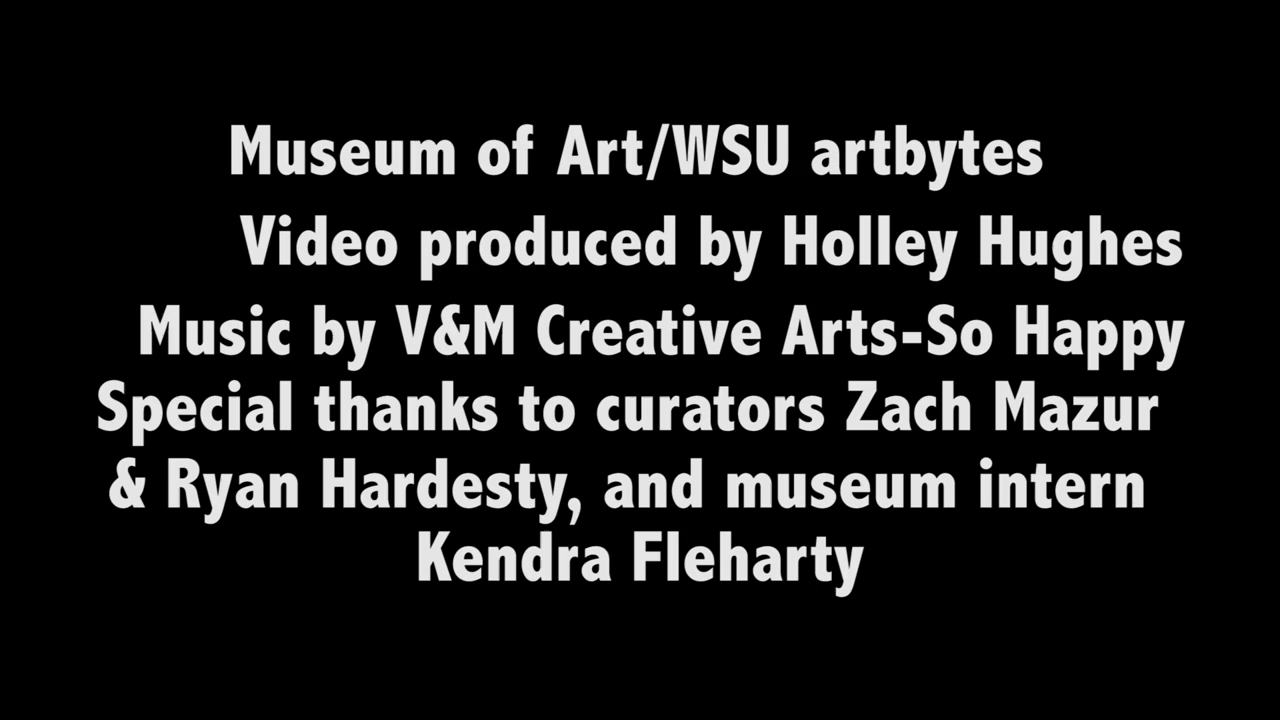 Museum of Art/WSU artbytes
Video produced by Holley Hughes
Music by V&M Creative Arts-So Happy
Special thanks to curators Zach Mazur
& Ryan Hardesty, and museum intern
Kendra Fleharty